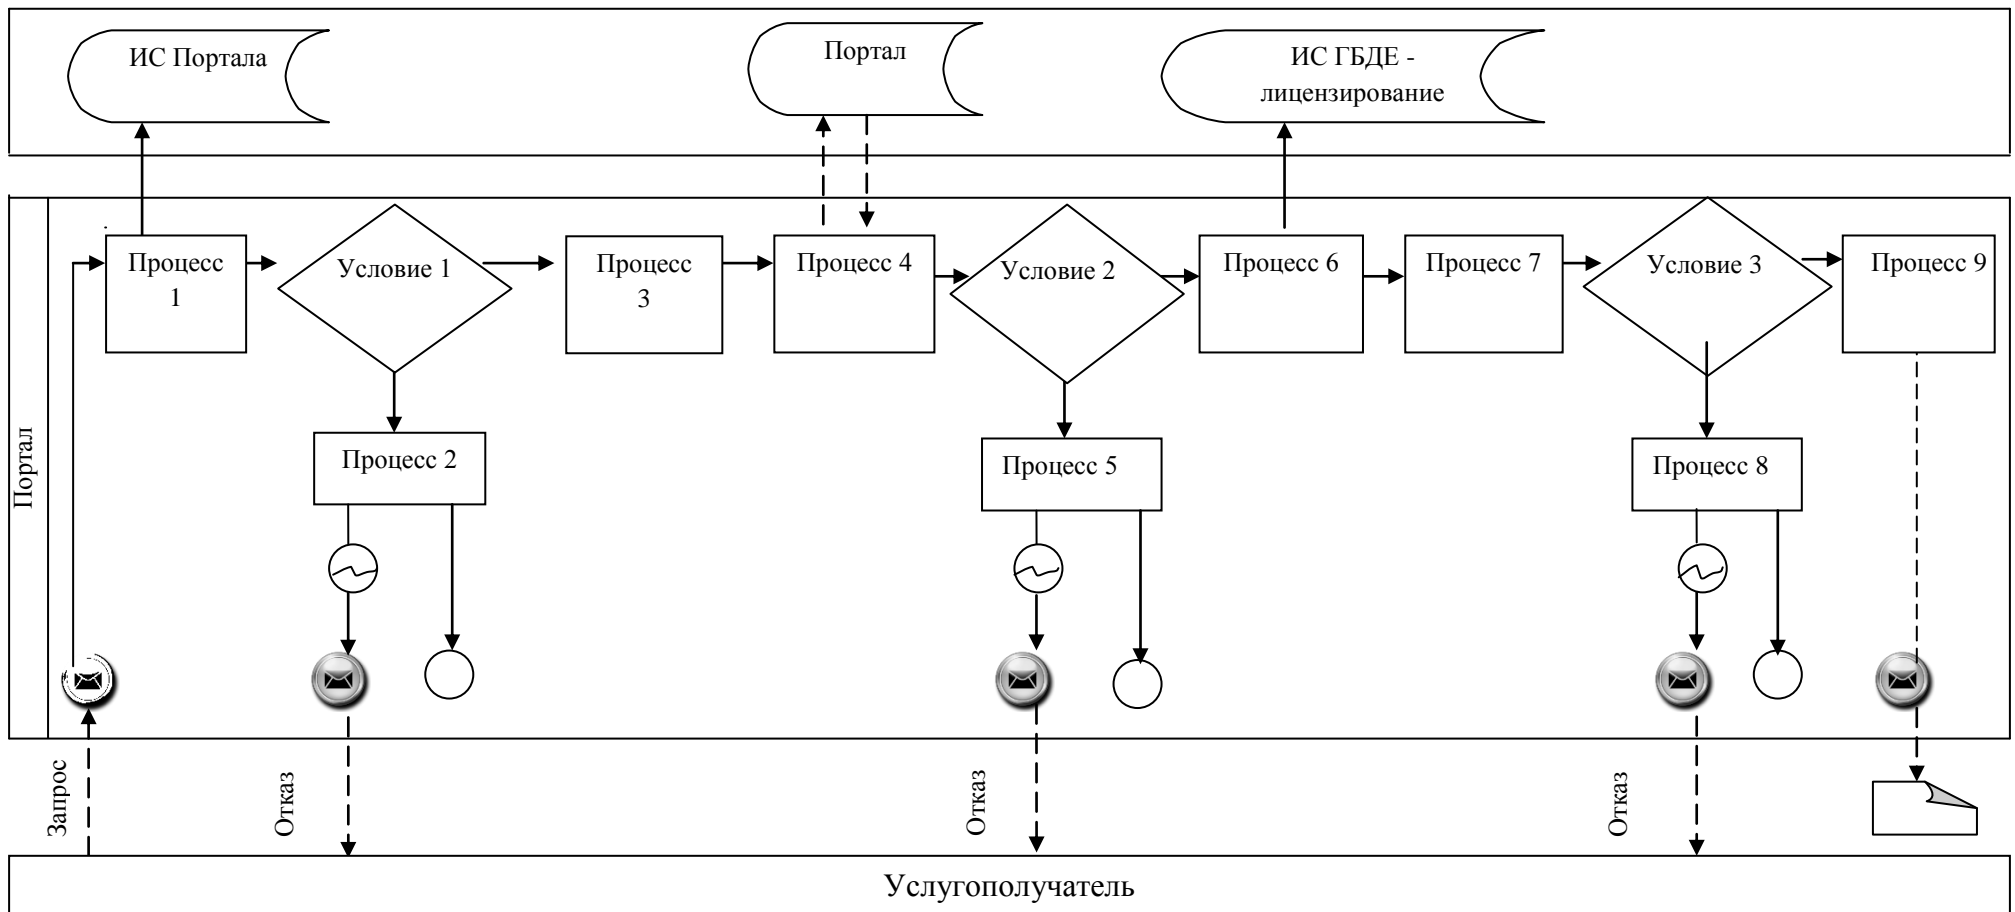 ИС Портала
Портал
ИС ГБДЕ -
лицензирование
Процесс
1
Условие 1
Процесс
3
Процесс 4
Условие 2
Процесс 6
Процесс 7
Условие 3
Процесс 9
Процесс 2
Процесс 5
Процесс 8
Портал
Запрос
Отказ
Отказ
Отказ
Услугополучатель